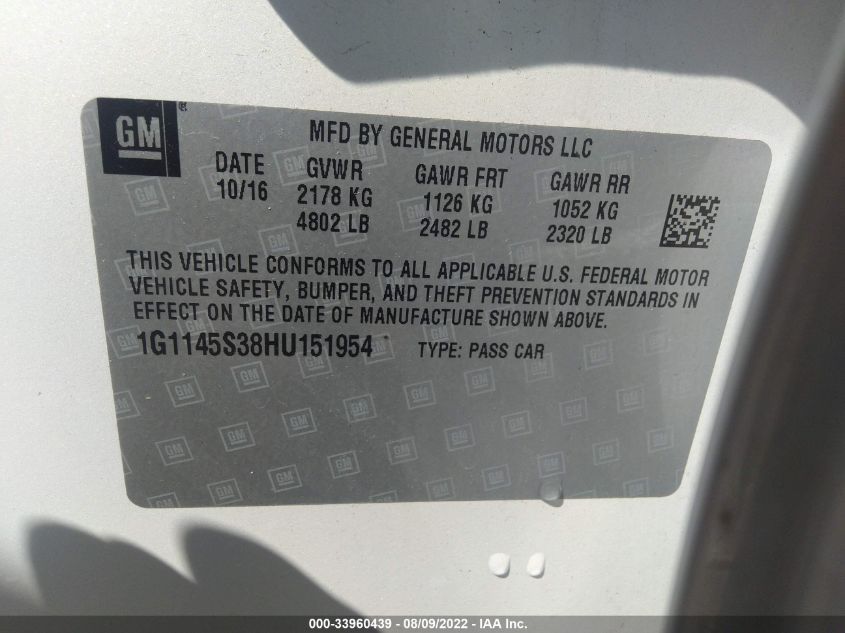 GM ®
MFD BY GENERAL MOTORS LLC
DATE GVWR GAWR FRT GAWR RR
10/16 2178 KG 1126 KG 1052 KG
4802 LB 2482 LB 2320 LB
THIS VEHICLE CONFORMS TO ALL APPLICABLE U.S. FEDERAL MOTOR
VEHICLE SAFETY, BUMPER, AND THEFT PREVENTION STANDARDS IN
EFFECT ON THE DATE OF MANUFACTURE SHOWN ABOVE.
1G1145S38HU151954 TYPE: PASS CAR
000-33960439 - 08/09/2022 - IAA Inc.